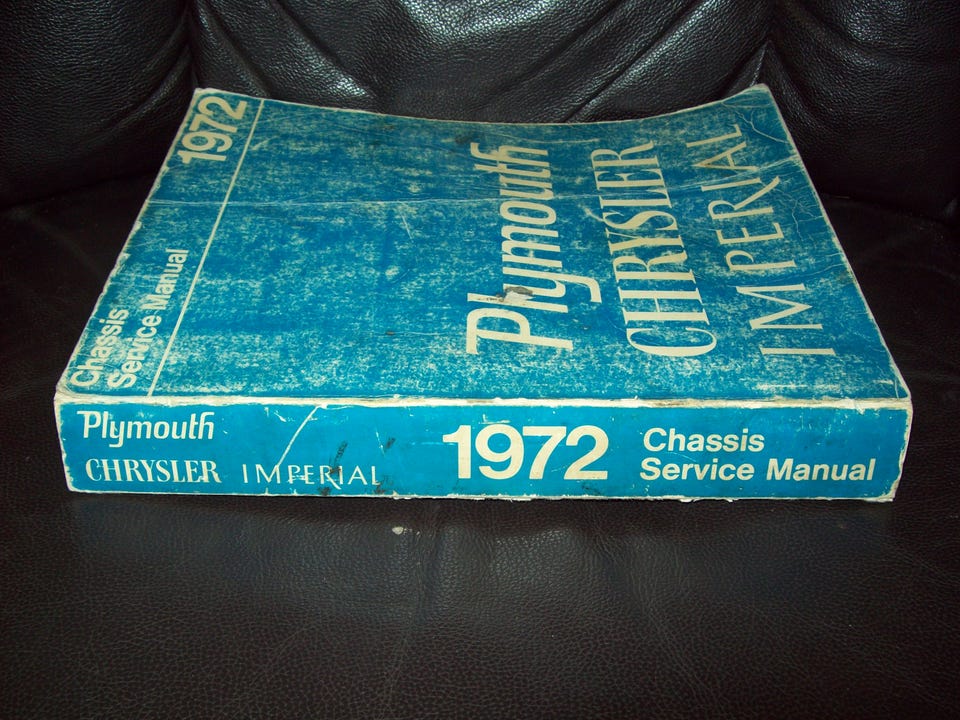 Plymouth
CHRYSLER
IMPERIAL
Chassis
Service Manual
1972
Plymouth
CHRYSLER IMPERIAL
1972
Chassis
Service Manual